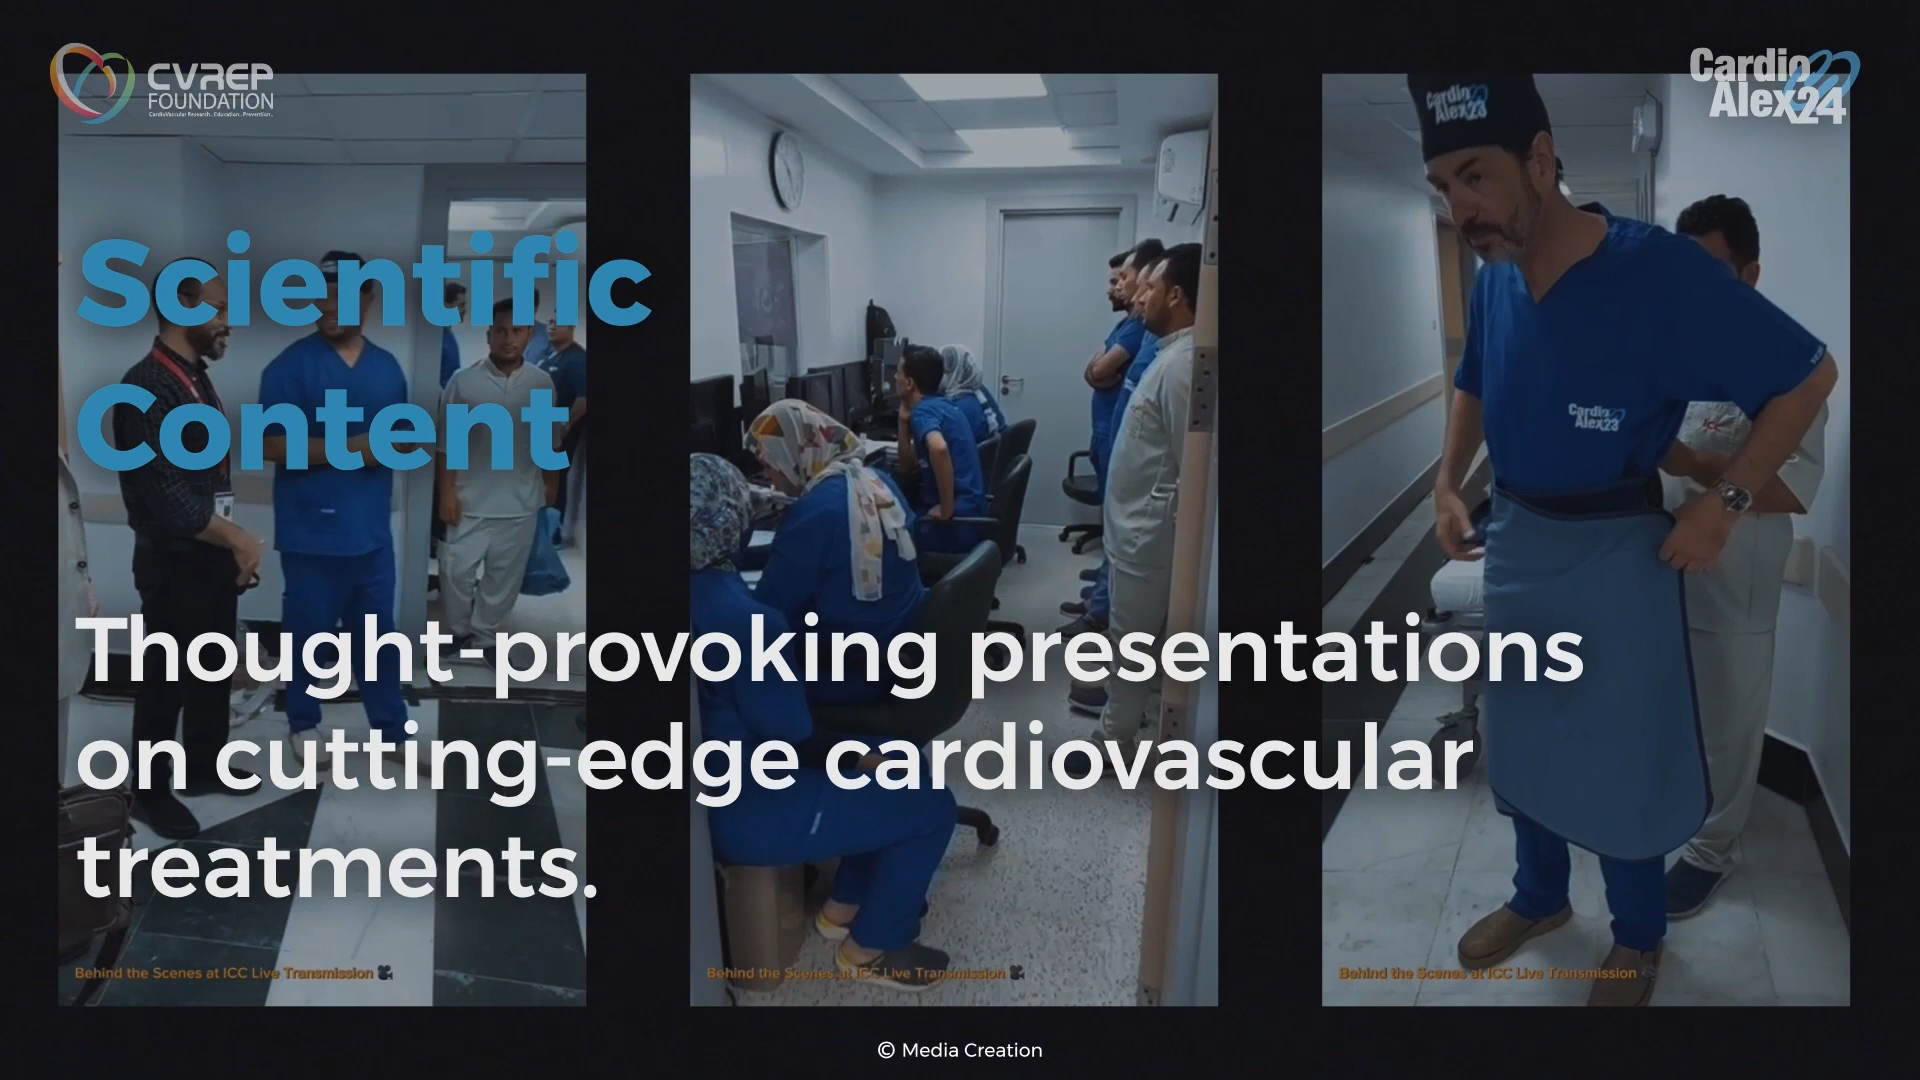 CVREP
FOUNDATION
CardioVascular Research.. Education.. Prevention..
Cardio
Alex24
Cardio
Alex23
Scientific
Content
Cardio
Alex23
ICC
Thought-provoking presentations
on cutting-edge cardiovascular
treatments.
Behind the Scenes at ICC Live Transmission
Behind the Scenes at ICC Live Transmission
Behind the Scenes at ICC Live Transmission
© Media Creation